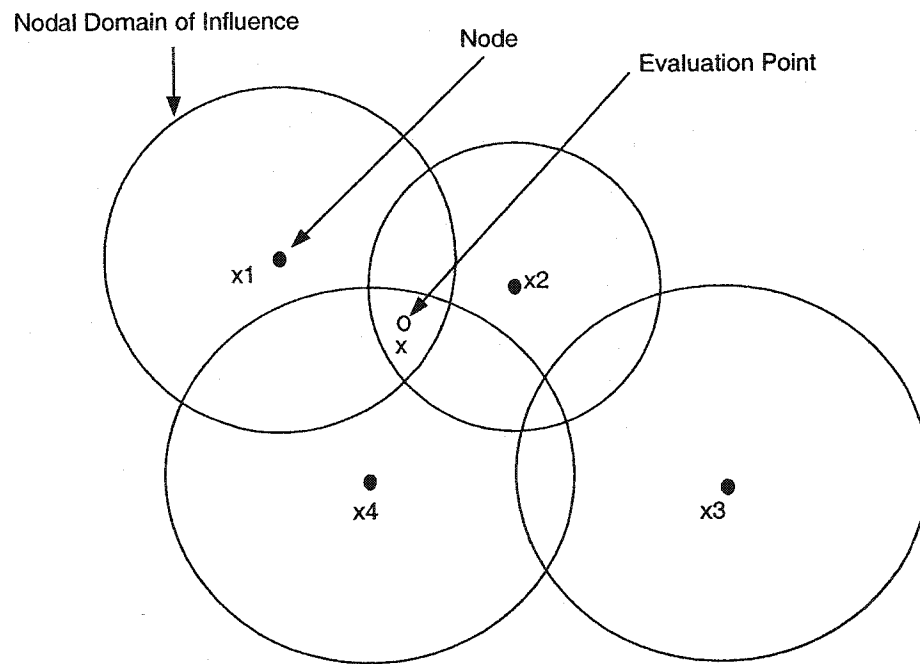 Nodal Domain of Influence
Node
Evaluation Point
x1
x2
x
x4
x3